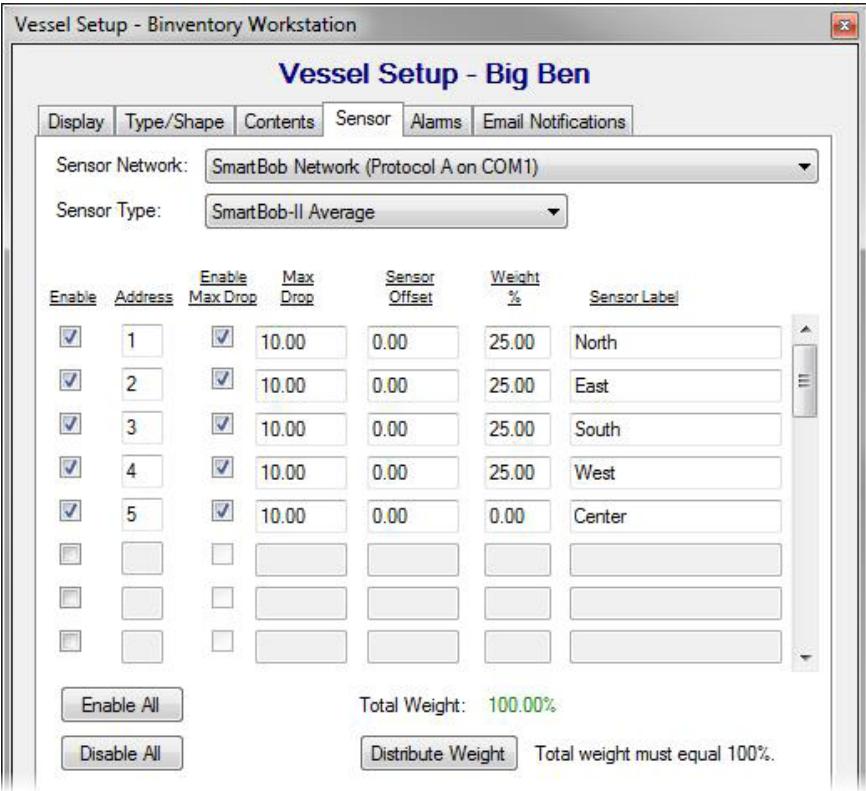 Vessel Setup - Binventory Workstation
Vessel Setup - Big Ben
Display Type/Shape Contents Sensor Alarms Email Notifications
Sensor Network: SmartBob Network (Protocol A on COM1)
Sensor Type: SmartBob-II Average
Enable Address Enable Max Drop Max Drop Sensor Offset Weight % Sensor Label
1 10.00 0.00 25.00 North
2 10.00 0.00 25.00 East
3 10.00 0.00 25.00 South
4 10.00 0.00 25.00 West
5 10.00 0.00 0.00 Center
Enable All Total Weight: 100.00%
Disable All Distribute Weight Total weight must equal 100%.